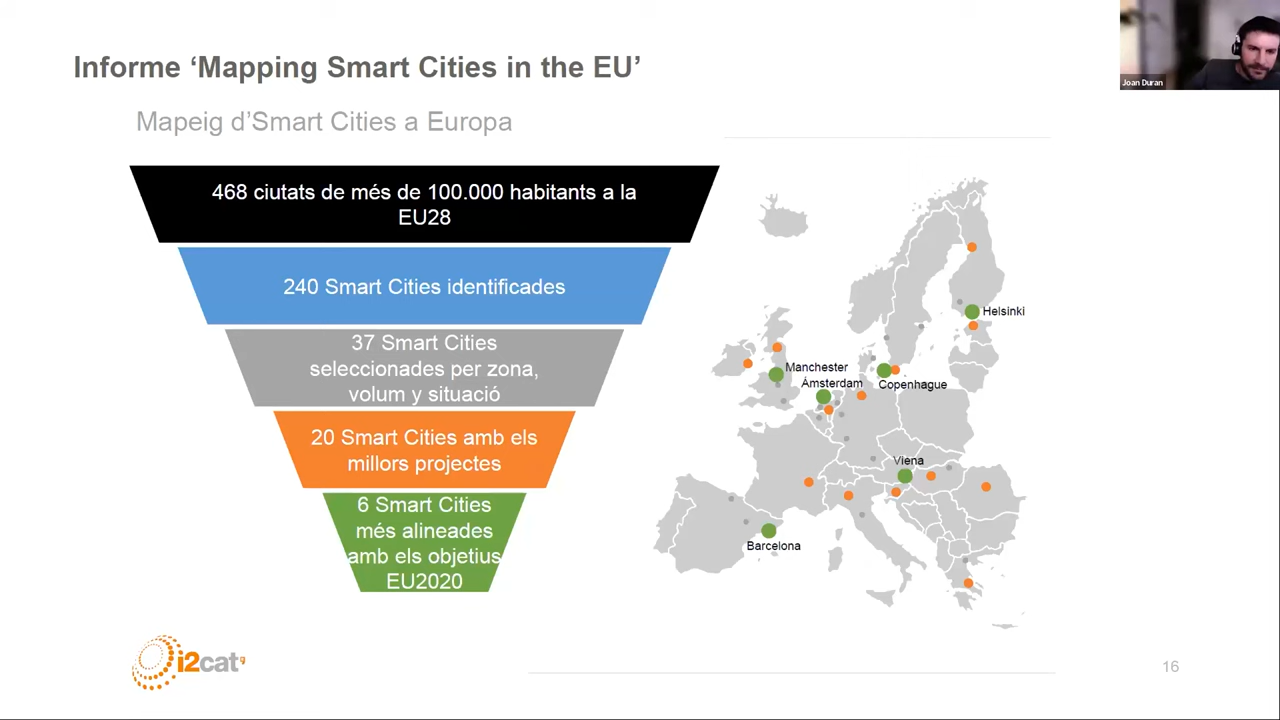 Informe ‘Mapping Smart Cities in the EU’
Joan Duran
Mapeig d’Smart Cities a Europa
468 ciutats de més de 100.000 habitants a la
EU28
240 Smart Cities identificades
37 Smart Cities
seleccionades per zona,
volum y situació
20 Smart Cities amb els
millors projectes
6 Smart Cities
més alineades
amb els objetius
EU2020
Helsinki
Manchester
Ámsterdam
Copenhague
Viena
Barcelona
i2cat
16